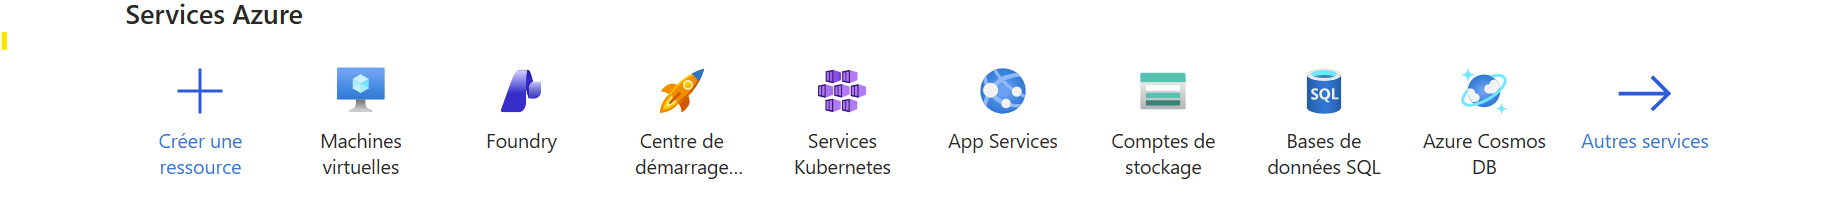 Services Azure
Créer une
ressource
Machines
virtuelles
Foundry
Centre de
démarrage...
Services
Kubernetes
App Services
Comptes de
stockage
SQL
Bases de
données SQL
Azure Cosmos
DB
Autres services